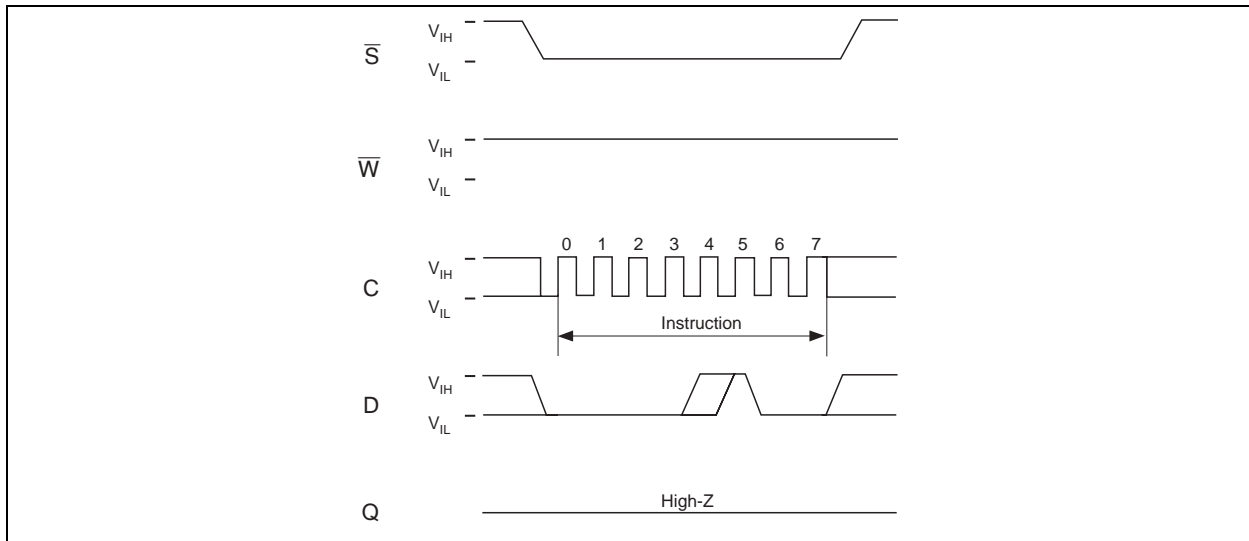 V_IH
S̅
V_IL
V_IH
W̅
V_IL
0 1 2 3 4 5 6 7
V_IH
C
V_IL
Instruction
V_IH
D
V_IL
High-Z
Q